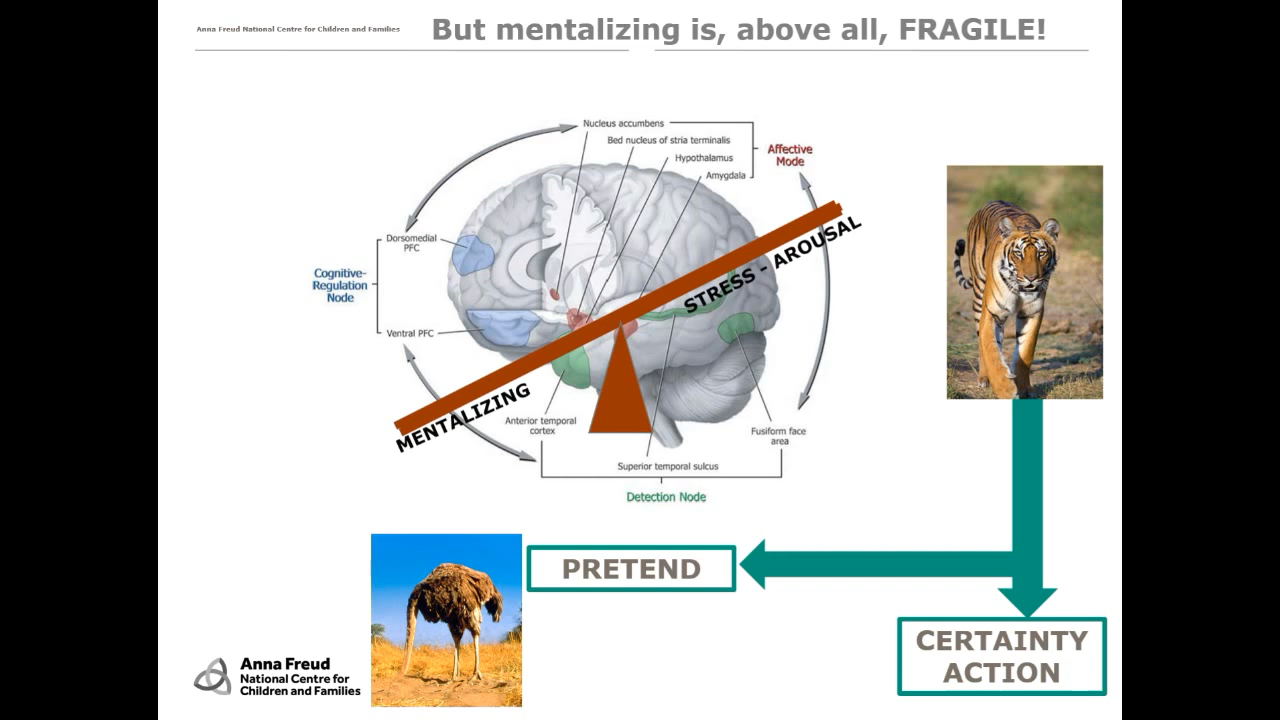 Anna Freud National Centre for Children and Families
But mentalizing is, above all, FRAGILE!
Nucleus accumbens
Bed nucleus of stria terminalis
Hypothalamus
Amygdala
Affective
Mode
Dorsomedial
PFC
Cognitive-
Regulation
Node
Ventral PFC
STRESS - AROUSAL
MENTALIZING
Anterior temporal
cortex
Fusiform face
area
Superior temporal sulcus
Detection Node
PRETEND
CERTAINTY
ACTION
Anna Freud
National Centre for
Children and Families